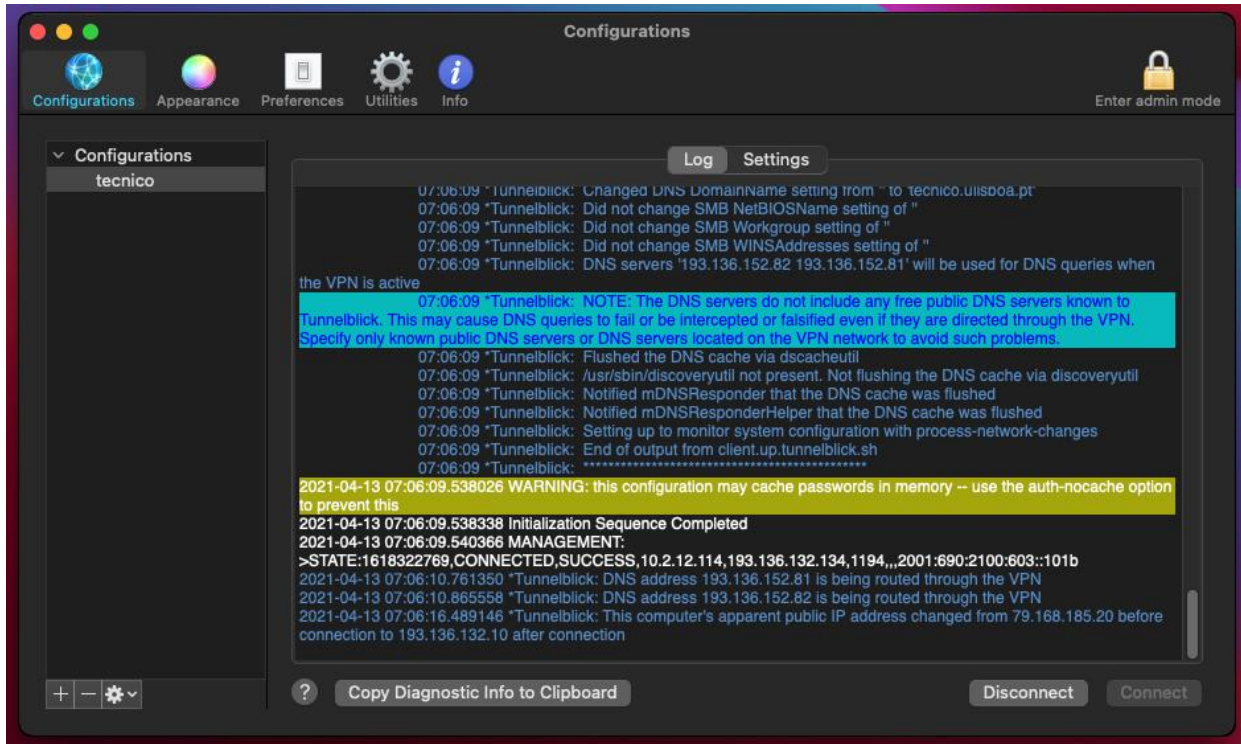 Configurations
Configurations
Appearance
Preferences
Utilities
Info
Enter admin mode
Configurations
tecnico
Log
Settings
07:06:09 *Tunnelblick: Changed DNS DomainName setting from '' to 'tecnico.ulisboa.pt'
07:06:09 *Tunnelblick: Did not change SMB NetBIOSName setting of ''
07:06:09 *Tunnelblick: Did not change SMB Workgroup setting of ''
07:06:09 *Tunnelblick: Did not change SMB WINSAddresses setting of ''
07:06:09 *Tunnelblick: DNS servers '193.136.152.82 193.136.152.81' will be used for DNS queries when
the VPN is active
07:06:09 *Tunnelblick: NOTE: The DNS servers do not include any free public DNS servers known to
Tunnelblick. This may cause DNS queries to fail or be intercepted or falsified even if they are directed through the VPN.
Specify only known public DNS servers or DNS servers located on the VPN network to avoid such problems.
07:06:09 *Tunnelblick: Flushed the DNS cache via dscacheutil
07:06:09 *Tunnelblick: /usr/sbin/discoveryutil not present. Not flushing the DNS cache via discoveryutil
07:06:09 *Tunnelblick: Notified mDNSResponder that the DNS cache was flushed
07:06:09 *Tunnelblick: Notified mDNSResponderHelper that the DNS cache was flushed
07:06:09 *Tunnelblick: Setting up to monitor system configuration with process-network-changes
07:06:09 *Tunnelblick: End of output from client.up.tunnelblick.sh
07:06:09 *Tunnelblick: **********************************************
2021-04-13 07:06:09.538026 WARNING: this configuration may cache passwords in memory -- use the auth-nocache option
to prevent this
2021-04-13 07:06:09.538338 Initialization Sequence Completed
2021-04-13 07:06:09.540366 MANAGEMENT:
>STATE:1618322769,CONNECTED,SUCCESS,10.2.12.114,193.136.132.134,1194,,,2001:690:2100:603::101b
2021-04-13 07:06:10.761350 *Tunnelblick: DNS address 193.136.152.81 is being routed through the VPN
2021-04-13 07:06:10.865558 *Tunnelblick: DNS address 193.136.152.82 is being routed through the VPN
2021-04-13 07:06:16.489146 *Tunnelblick: This computer's apparent public IP address changed from 79.168.185.20 before
connection to 193.136.132.10 after connection
? Copy Diagnostic Info to Clipboard
Disconnect
Connect